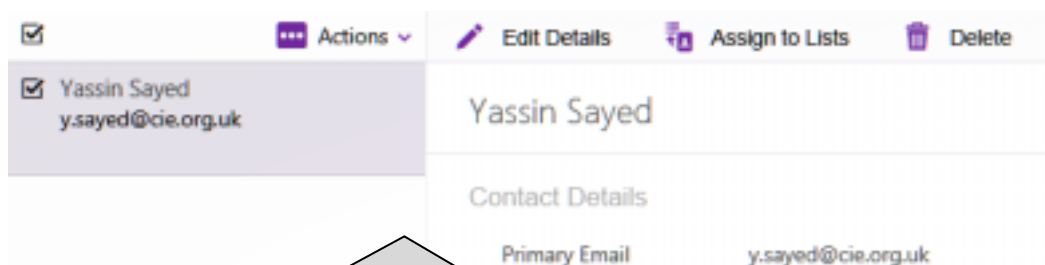 Actions
Edit Details Assign to Lists Delete
Yassin Sayed
y.sayed@cie.org.uk
Yassin Sayed
Contact Details
Primary Email y.sayed@cie.org.uk